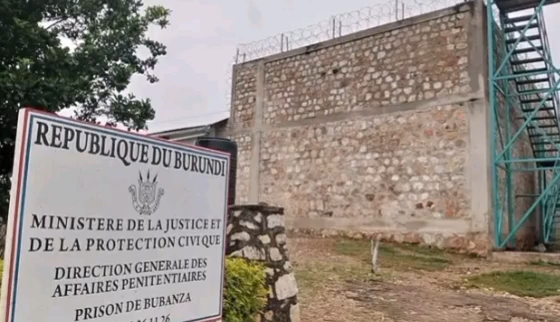 REPUBLIQUE DU BURUNDI
MINISTERE DE LA JUSTICE ET
DE LA PROTECTION CIVIQUE
DIRECTION GENERALE DES
AFFAIRES PENITENTIAIRES
PRISON DE BUBANZA